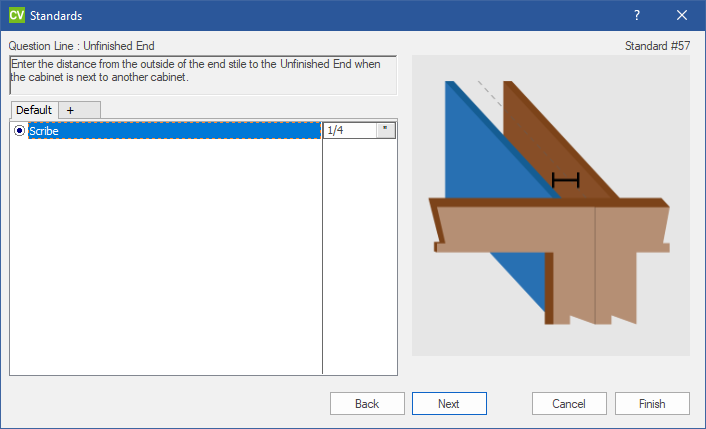 CV Standards ?
Question Line : Unfinished End
Standard #57
Enter the distance from the outside of the end stile to the Unfinished End when
the cabinet is next to another cabinet.
Default +
Scribe 1/4 "
Back Next Cancel Finish